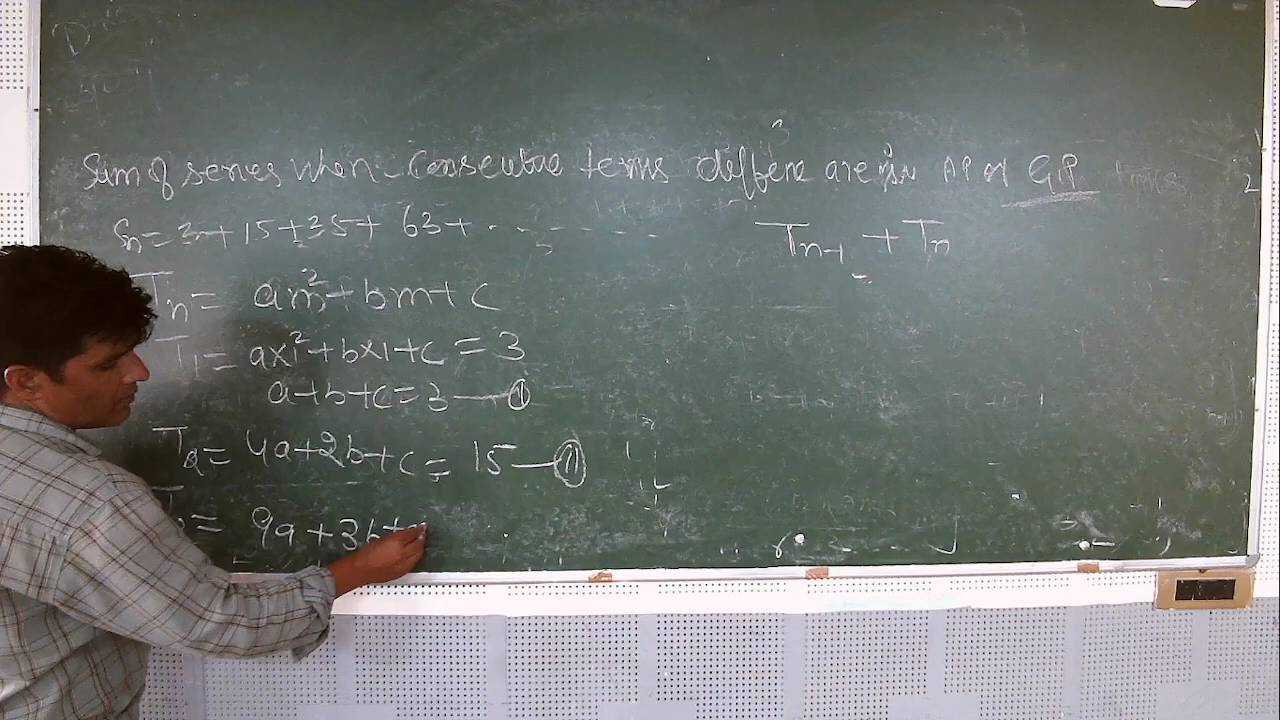 Sum of series when consecutive terms differe are in AP or GP
Sn = 3 + 15 + 35 + 63 + - - - - - - -
Tn-1 + Tn
Tn = an² + bn + c
T1 = ax1² + bx1 + c = 3
a + b + c = 3 — ①
T2 = 4a + 2b + c = 15 — ⑪
= 9a + 3b +